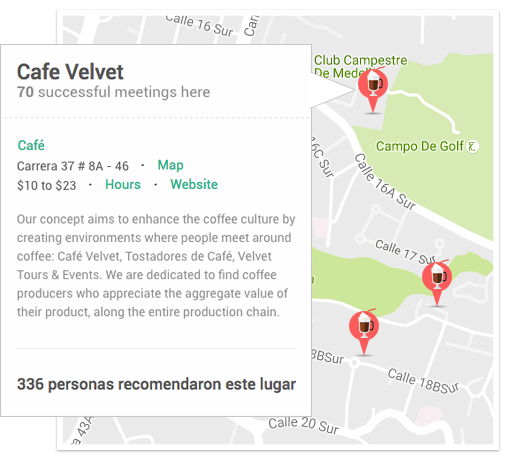 Cafe Velvet
70 successful meetings here
Café
Carrera 37 # 8A - 46 · Map
$10 to $23 · Hours · Website
Our concept aims to enhance the coffee culture by
creating environments where people meet around
coffee: Café Velvet, Tostadores de Café, Velvet
Tours & Events. We are dedicated to find coffee
producers who appreciate the aggregate value of
their product, along the entire production chain.
336 personas recomendaron este lugar
Calle 16 Sur
Club Campestre
De
Campo De Golf
16C Sur
Calle 16A Sur
Calle 17 Sur
Calle 18BSur
Calle 20 Sur
43A